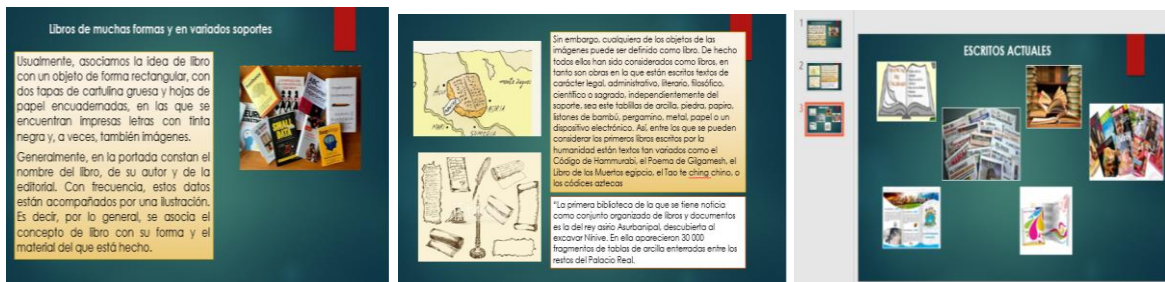 Libros de muchas formas y en variados soportes
Usualmente, asociamos la idea de libro
con un objeto de forma rectangular, con
dos tapas de cartulina gruesa y hojas de
papel encuadernadas, en las que se
encuentran impresas letras con tinta
negra y, a veces, también imágenes.
Generalmente, en la portada constan el
nombre del libro, de su autor y de la
editorial. Con frecuencia, estos datos
están acompañados por una ilustración.
Es decir, por lo general, se asocia el
concepto de libro con su forma y el
material del que está hecho.
SMALL
DATA
Sin embargo, cualquiera de los objetos de las
imágenes puede ser definido como libro. De hecho
todos ellos han sido considerados como libros, en
tanto son obras en la que están escritos textos de
carácter legal, administrativo, literario, filosófico,
científico o sagrado, independientemente del
soporte, sea este tablillas de arcilla, piedra, papiro,
listones de bambú, pergamino, metal, papel o un
dispositivo electrónico. Así, entre los que se pueden
considerar los primeros libros escritos por la
humanidad están textos tan variados como el
Código de Hammurabi, el Poema de Gilgamesh, el
Libro de los Muertos egipcio, el Tao te ching chino, o
los códices aztecas
"La primera biblioteca de la que se tiene noticia
como conjunto organizado de libros y documentos
es la del rey asirio Asurbanipal, descubierta al
excavar Nínive. En ella aparecieron 30 000
fragmentos de tablas de arcilla enterradas entre los
restos del Palacio Real.
1
2
3
ESCRITOS ACTUALES